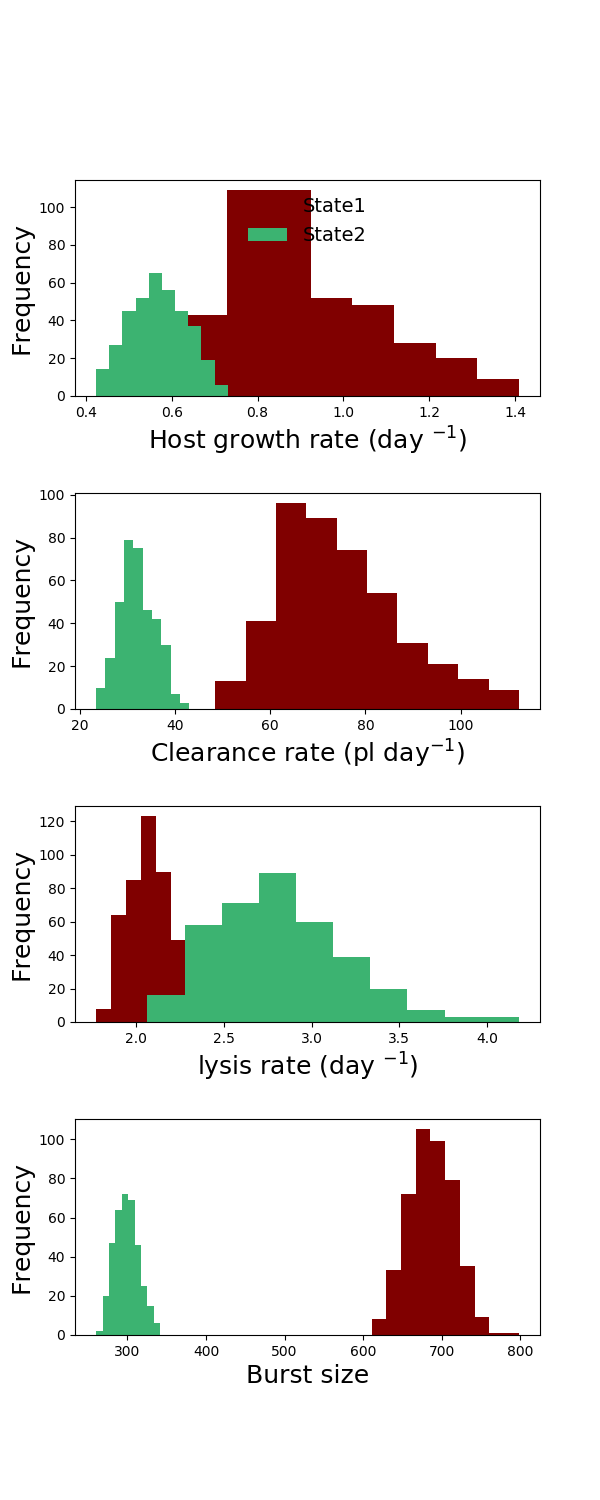 100
80
60
40
20
0
Frequency
State1
State2
0.4 0.6 0.8 1.0 1.2 1.4
Host growth rate (day ⁻¹)
100
80
60
40
20
0
Frequency
20 40 60 80 100
Clearance rate (pl day⁻¹)
120
100
80
60
40
20
0
Frequency
2.0 2.5 3.0 3.5 4.0
lysis rate (day ⁻¹)
100
80
60
40
20
0
Frequency
300 400 500 600 700 800
Burst size